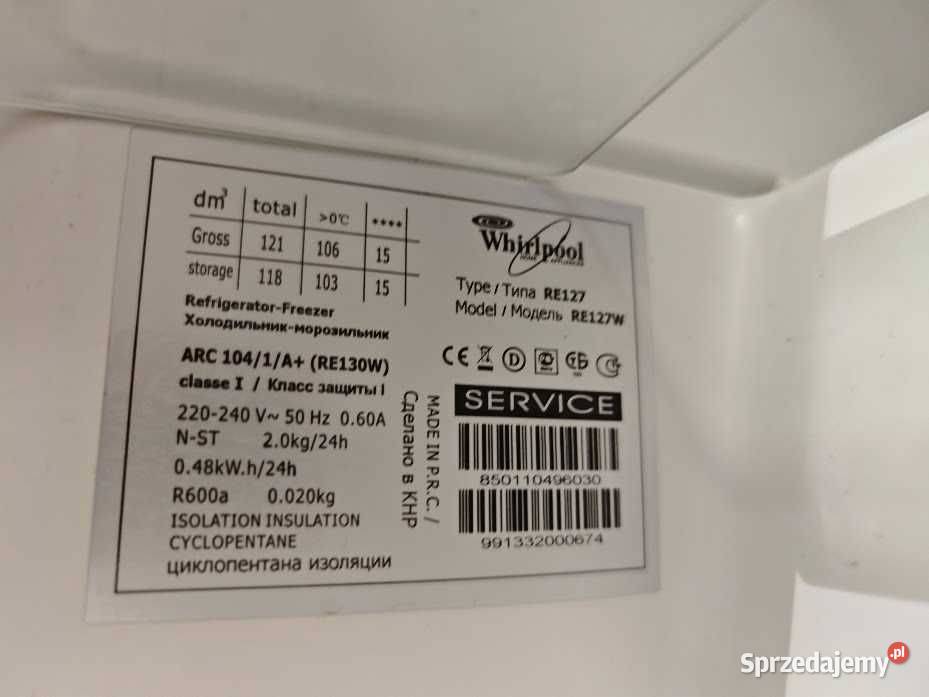 dm³ total >0°C ****
Gross 121 106 15
storage 118 103 15
Refrigerator-Freezer
Холодильник-морозильник
ARC 104/1/A+ (RE130W)
classe I / Класс защиты I
220-240 V~ 50 Hz 0.60A
N-ST 2.0kg/24h
0.48kW.h/24h
R600a 0.020kg
ISOLATION INSULATION
CYCLOPENTANE
циклопентана изоляции
MADE IN P.R.C. /
Сделано в КНР
Whirlpool
Type / Типа RE127
Model / Модель RE127W
CE D
SERVICE
850110496030
991332000674
Sprzedajemy.pl